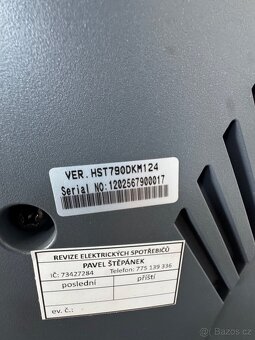 VER. HST790DKM124
Serial NO: 1202567900017
REVIZE ELEKTRICKÝCH SPOTŘEBIČŮ
PAVEL ŠTĚPÁNEK
IČ: 73427284 Telefon: 775 139 336
poslední příští
ev. č.:
Bazoš.cz